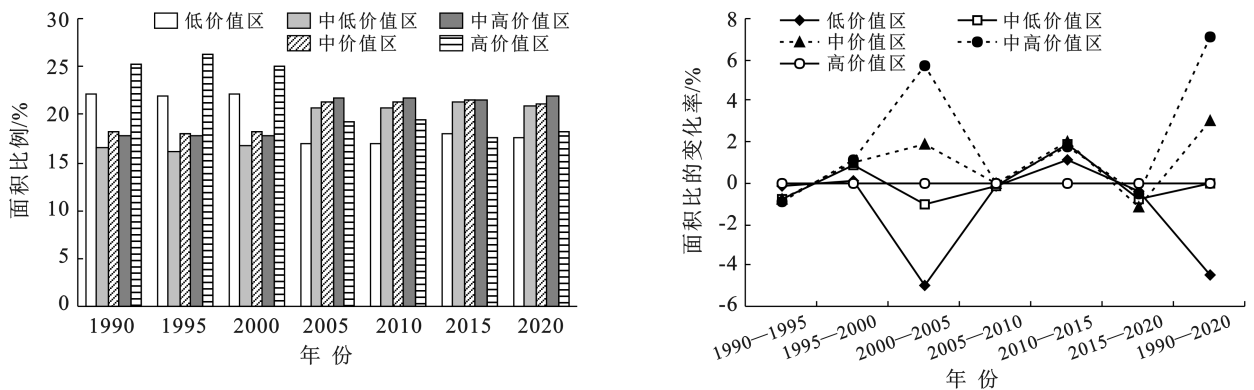 低价值区 中低价值区 中高价值区
中价值区 高价值区
面积比例/%
30
25
20
15
10
5
0
1990 1995 2000 2005 2010 2015 2020
年 份
低价值区 中低价值区
中价值区 中高价值区
高价值区
面积比的变化率/%
8
6
4
2
0
-2
-4
-6
1990—1995 1995—2000 2000—2005 2005—2010 2010—2015 2015—2020 1990—2020
年 份